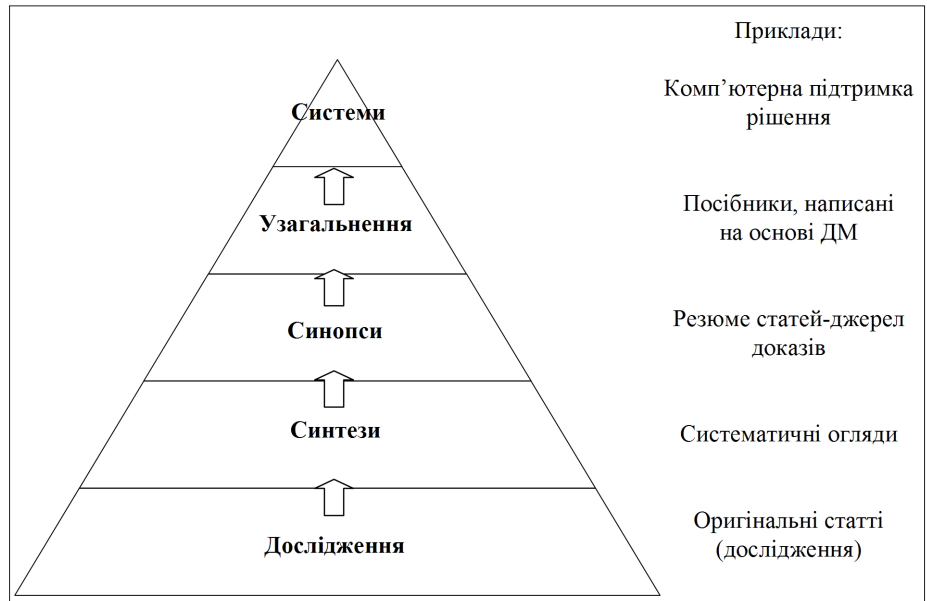 Приклади:
Системи
Комп’ютерна підтримка
рішення
Узагальнення
Посібники, написані
на основі ДМ
Синопси
Резюме статей-джерел
доказів
Синтези
Систематичні огляди
Дослідження
Оригінальні статті
(дослідження)